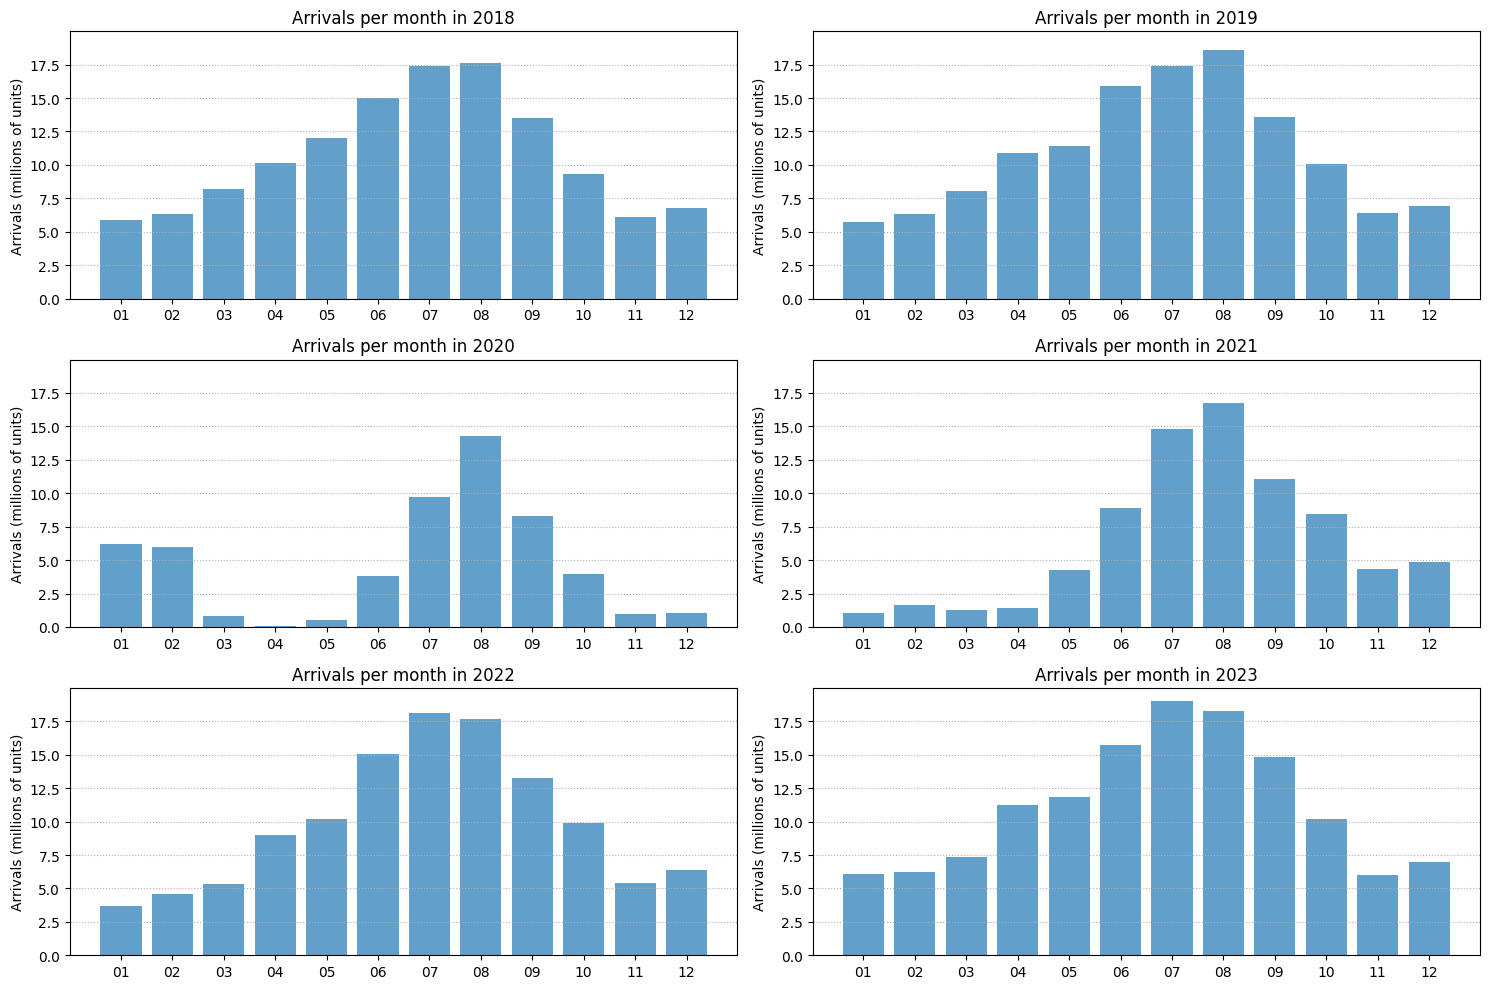 Arrivals per month in 2018
Arrivals (millions of units)
17.5
15.0
12.5
10.0
7.5
5.0
2.5
0.0
01 02 03 04 05 06 07 08 09 10 11 12
Arrivals per month in 2019
Arrivals (millions of units)
17.5
15.0
12.5
10.0
7.5
5.0
2.5
0.0
01 02 03 04 05 06 07 08 09 10 11 12
Arrivals per month in 2020
Arrivals (millions of units)
17.5
15.0
12.5
10.0
7.5
5.0
2.5
0.0
01 02 03 04 05 06 07 08 09 10 11 12
Arrivals per month in 2021
Arrivals (millions of units)
17.5
15.0
12.5
10.0
7.5
5.0
2.5
0.0
01 02 03 04 05 06 07 08 09 10 11 12
Arrivals per month in 2022
Arrivals (millions of units)
17.5
15.0
12.5
10.0
7.5
5.0
2.5
0.0
01 02 03 04 05 06 07 08 09 10 11 12
Arrivals per month in 2023
Arrivals (millions of units)
17.5
15.0
12.5
10.0
7.5
5.0
2.5
0.0
01 02 03 04 05 06 07 08 09 10 11 12